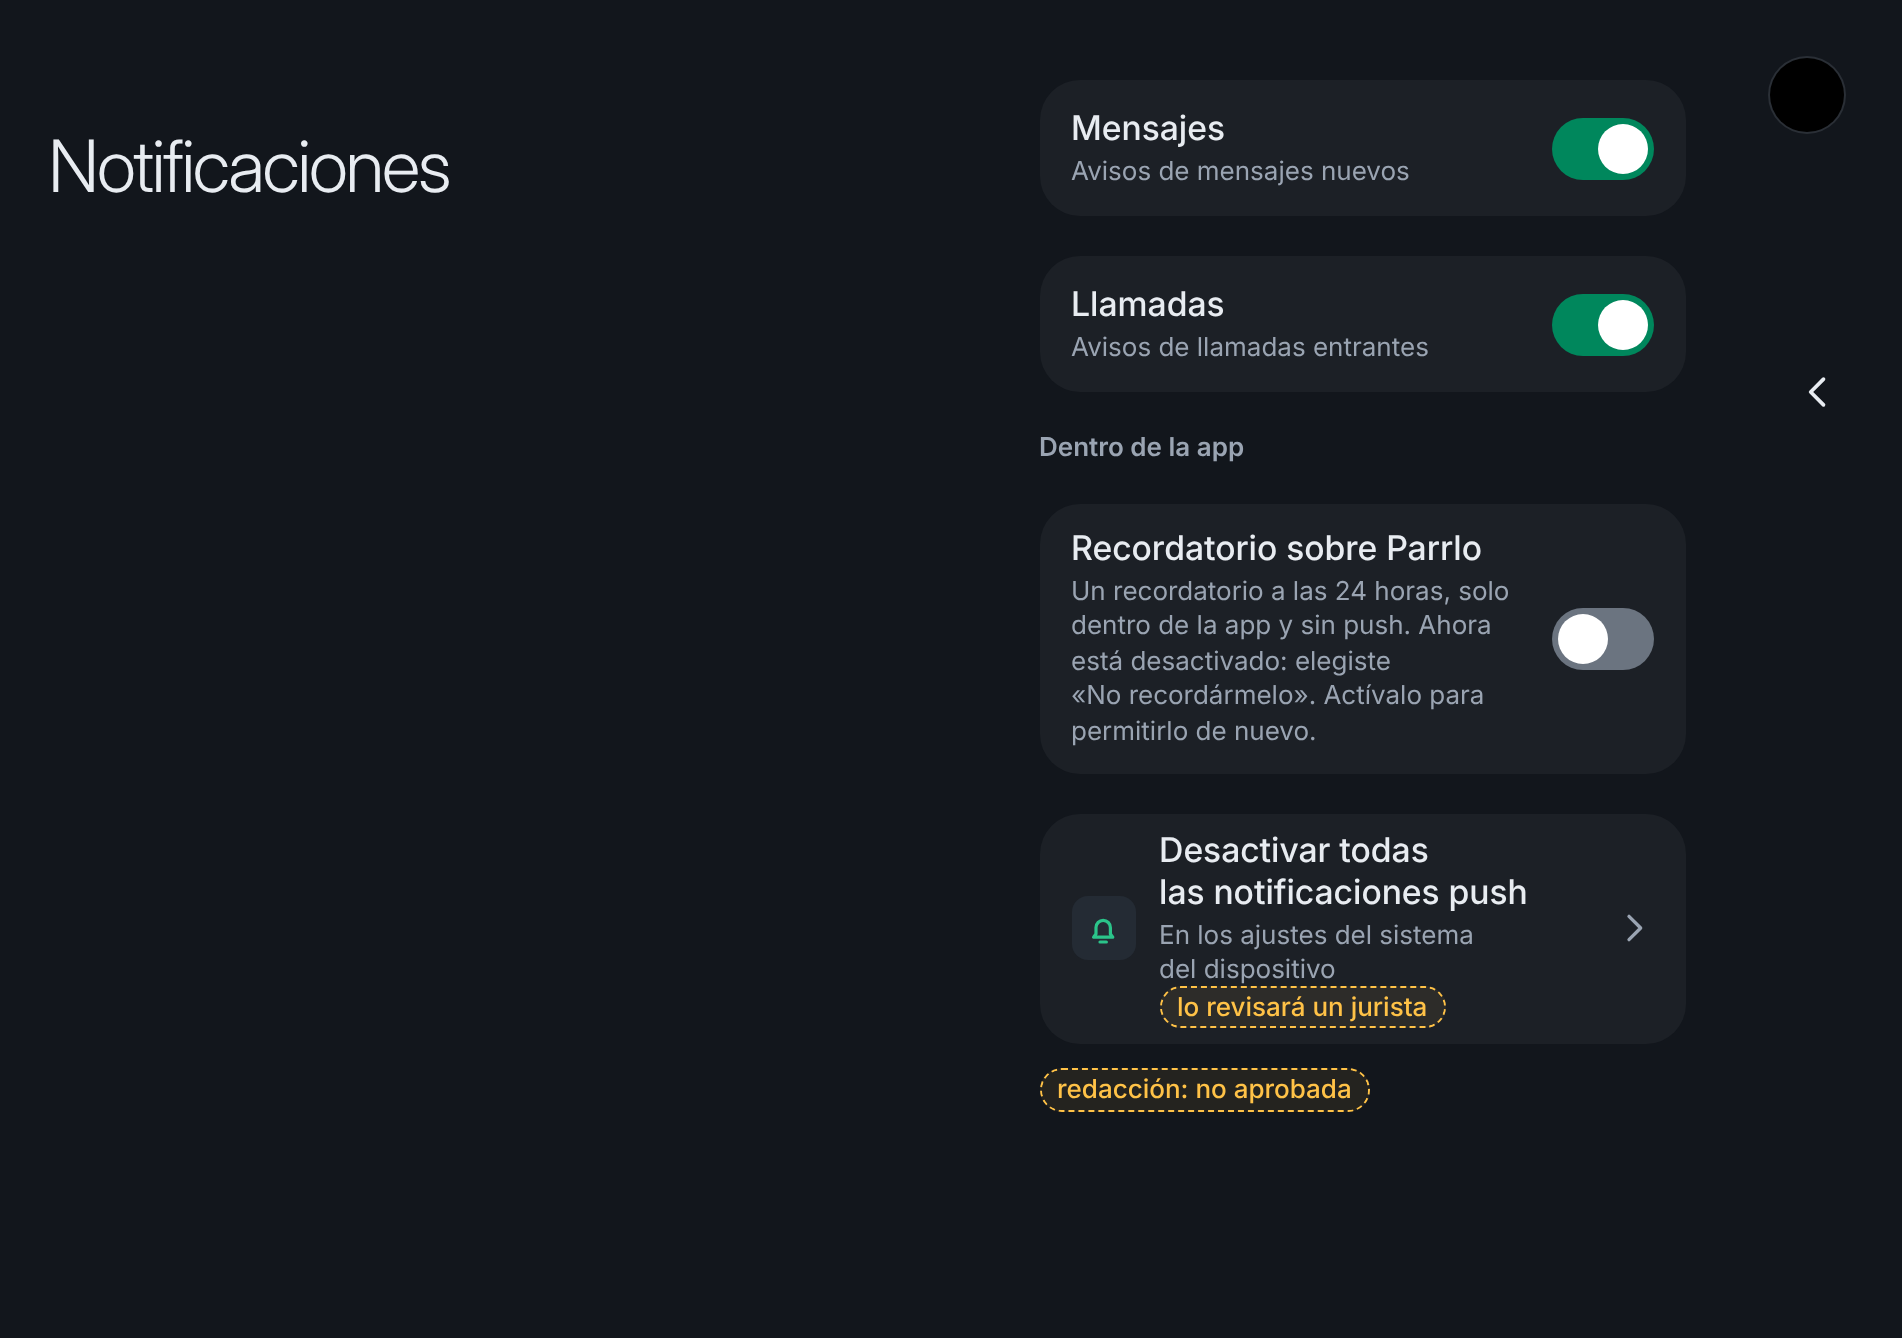 Notificaciones
Mensajes
Avisos de mensajes nuevos
Llamadas
Avisos de llamadas entrantes
Dentro de la app
Recordatorio sobre Parrlo
Un recordatorio a las 24 horas, solo
dentro de la app y sin push. Ahora
está desactivado: elegiste
«No recordármelo». Actívalo para
permitirlo de nuevo.
Desactivar todas
las notificaciones push
En los ajustes del sistema
del dispositivo
lo revisará un jurista
redacción: no aprobada